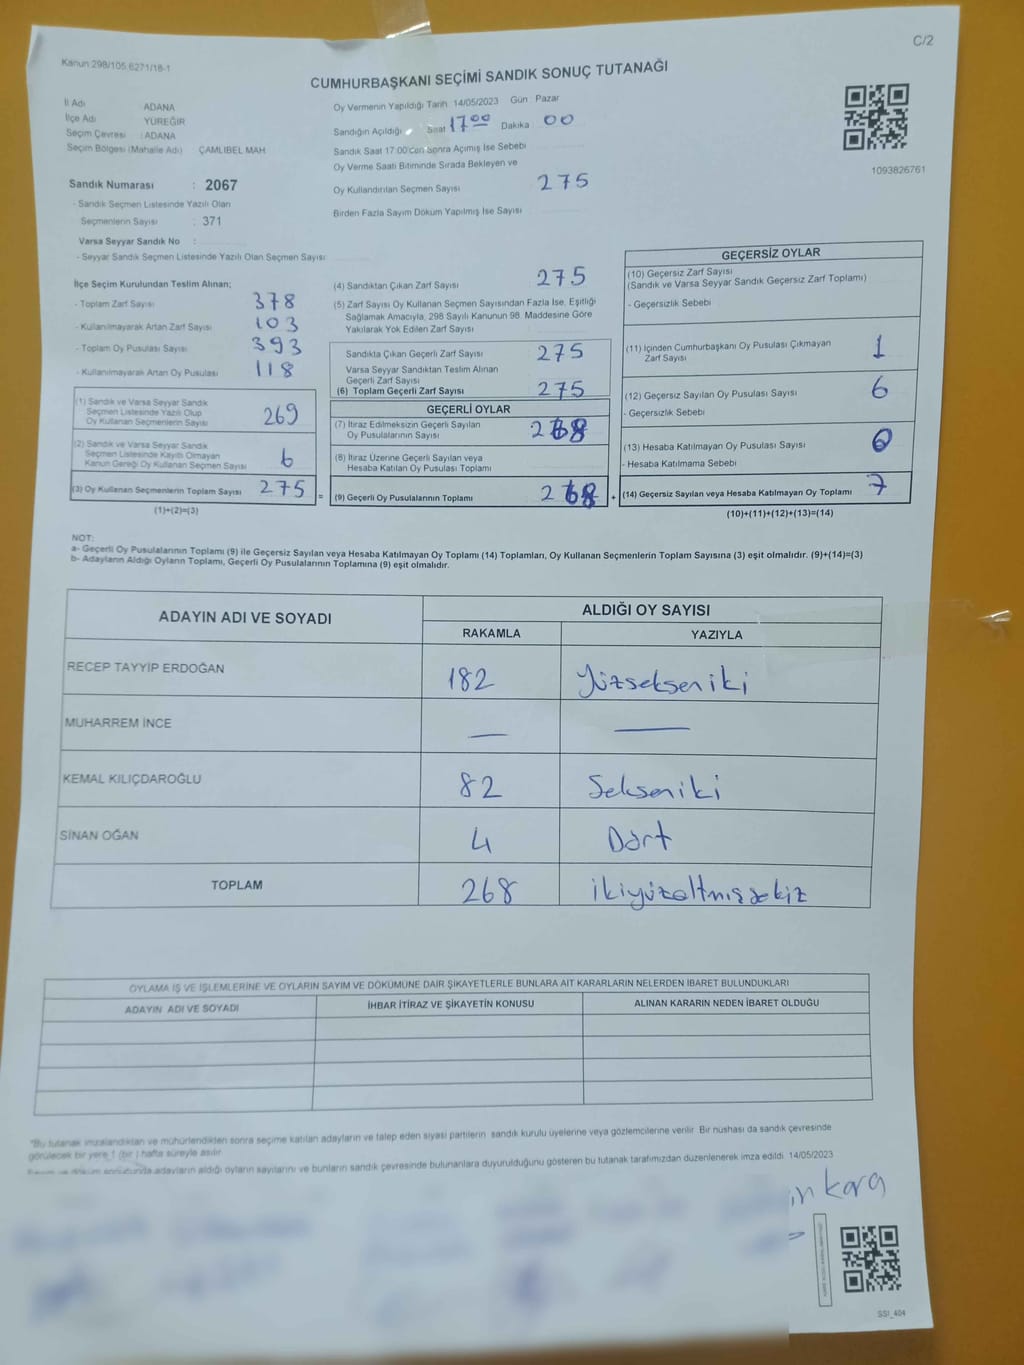 C/2
Kanun:298/105 6271/18-1
CUMHURBAŞKANI SEÇİMİ SANDIK SONUÇ TUTANAĞI
İl Adı ADANA
İlçe Adı YÜREĞİR
Seçim Çevresi : ADANA
Seçim Bölgesi (Mahalle Adı) ÇAMLIBEL MAH
Sandık Numarası : 2067
- Sandık Seçmen Listesinde Yazılı Olan
Seçmenlerin Sayısı : 371
Varsa Seyyar Sandık No :
- Seyyar Sandık Seçmen Listesinde Yazılı Olan Seçmen Sayısı
Oy Vermenin Yapıldığı Tarih 14/05/2023 Gün : Pazar
Sandığın Açıldığı Saat 17 00 Dakika 00
Sandık Saat 17:00'den Sonra Açmış İse Sebebi
Oy Verme Saati Bitiminde Sırada Bekleyen ve
Oy Kullandırılan Seçmen Sayısı 275
Birden Fazla Sayım Döküm Yapılmış İse Sayısı
1093826761
İlçe Seçim Kurulundan Teslim Alınan;
- Toplam Zarf Sayısı 378
- Kullanılmayarak Artan Zarf Sayısı 103
- Toplam Oy Pusulası Sayısı 393
- Kullanılmayarak Artan Oy Pusulası 118
(1) Sandık ve Varsa Seyyar Sandık
Seçmen Listesinde Yazılı Olup
Oy Kullanan Seçmenlerin Sayısı 269
(2) Sandık ve Varsa Seyyar Sandık
Seçmen Listesinde Kayıtlı Olmayan
Kanun Gereği Oy Kullanan Seçmen Sayısı 6
(3) Oy Kullanan Seçmenlerin Toplam Sayısı 275 =
(1)+(2)=(3)
(4) Sandıktan Çıkan Zarf Sayısı 275
(5) Zarf Sayısı Oy Kullanan Seçmen Sayısından Fazla İse, Eşitliği
Sağlamak Amacıyla, 298 Sayılı Kanunun 98. Maddesine Göre
Yakılarak Yok Edilen Zarf Sayısı
Sandıkta Çıkan Geçerli Zarf Sayısı 275
Varsa Seyyar Sandıktan Teslim Alınan
Geçerli Zarf Sayısı
(6) Toplam Geçerli Zarf Sayısı 275
GEÇERLİ OYLAR
(7) İtiraz Edilmeksizin Geçerli Sayılan
Oy Pusulalarının Sayısı 268
(8) İtiraz Üzerine Geçerli Sayılan veya
Hesaba Katılan Oy Pusulası Toplamı
(9) Geçerli Oy Pusulalarının Toplamı 268 +
GEÇERSİZ OYLAR
(10) Geçersiz Zarf Sayısı
(Sandık ve Varsa Seyyar Sandık Geçersiz Zarf Toplamı)
- Geçersizlik Sebebi
(11) İçinden Cumhurbaşkanı Oy Pusulası Çıkmayan
Zarf Sayısı 1
(12) Geçersiz Sayılan Oy Pusulası Sayısı 6
- Geçersizlik Sebebi
(13) Hesaba Katılmayan Oy Pusulası Sayısı 0
- Hesaba Katılmama Sebebi
(14) Geçersiz Sayılan veya Hesaba Katılmayan Oy Toplamı 7
(10)+(11)+(12)+(13)=(14)
NOT:
a- Geçerli Oy Pusulalarının Toplamı (9) ile Geçersiz Sayılan veya Hesaba Katılmayan Oy Toplamı (14) Toplamları, Oy Kullanan Seçmenlerin Toplam Sayısına (3) eşit olmalıdır. (9)+(14)=(3)
b- Adayların Aldığı Oyların Toplamı, Geçerli Oy Pusulalarının Toplamına (9) eşit olmalıdır.
ADAYIN ADI VE SOYADI ALDIĞI OY SAYISI
RAKAMLA YAZIYLA
RECEP TAYYİP ERDOĞAN 182 Yüzsekseniki
MUHARREM İNCE — —
KEMAL KILIÇDAROĞLU 82 Sekseniki
SİNAN OĞAN 4 Dört
TOPLAM 268 ikiyüzaltmışsekiz
OYLAMA İŞ VE İŞLEMLERİNE VE OYLARIN SAYIM VE DÖKÜMÜNE DAİR ŞİKAYETLERLE BUNLARA AİT KARARLARIN NELERDEN İBARET BULUNDUKLARI
ADAYIN ADI VE SOYADI İHBAR İTİRAZ VE ŞİKAYETİN KONUSU ALINAN KARARIN NEDEN İBARET OLDUĞU
*Bu tutanak imzalandıktan ve mühürlendikten sonra seçime katılan adayların ve talep eden siyasi partilerin sandık kurulu üyelerine veya gözlemcilerine verilir. Bir nüshası da sandık çevresinde
görülecek bir yere 1 (bir) hafta süreyle asılır.
adayların aldığı oyların sayılarını ve bunların sandık çevresinde bulunanlara duyurulduğunu gösteren bu tutanak tarafımızdan düzenlenerek imza edildi. 14/05/2023
SSI_404